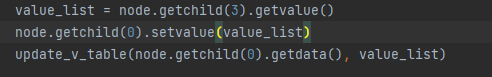 value_list = node.getchild(3).getvalue()
node.getchild(0).setvalue(value_list)
update_v_table(node.getchild(0).getdata(), value_list)